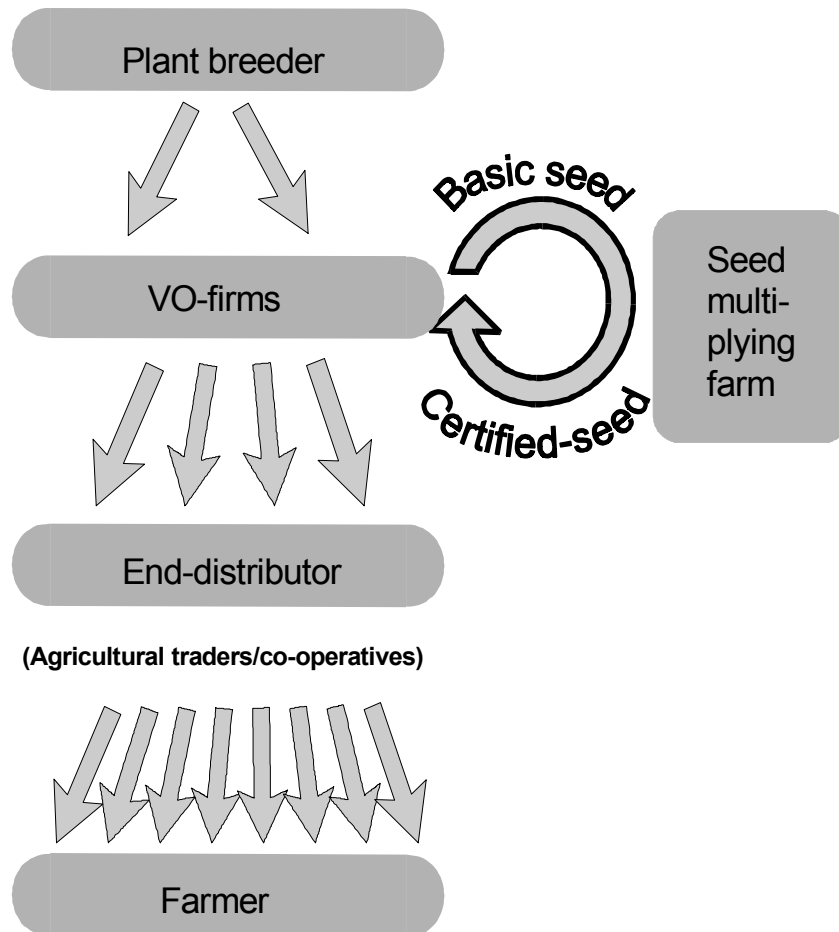 Plant breeder
Basic seed
VO-firms
Seed
multi-
plying
farm
Certified-seed
End-distributor
(Agricultural traders/co-operatives)
Farmer